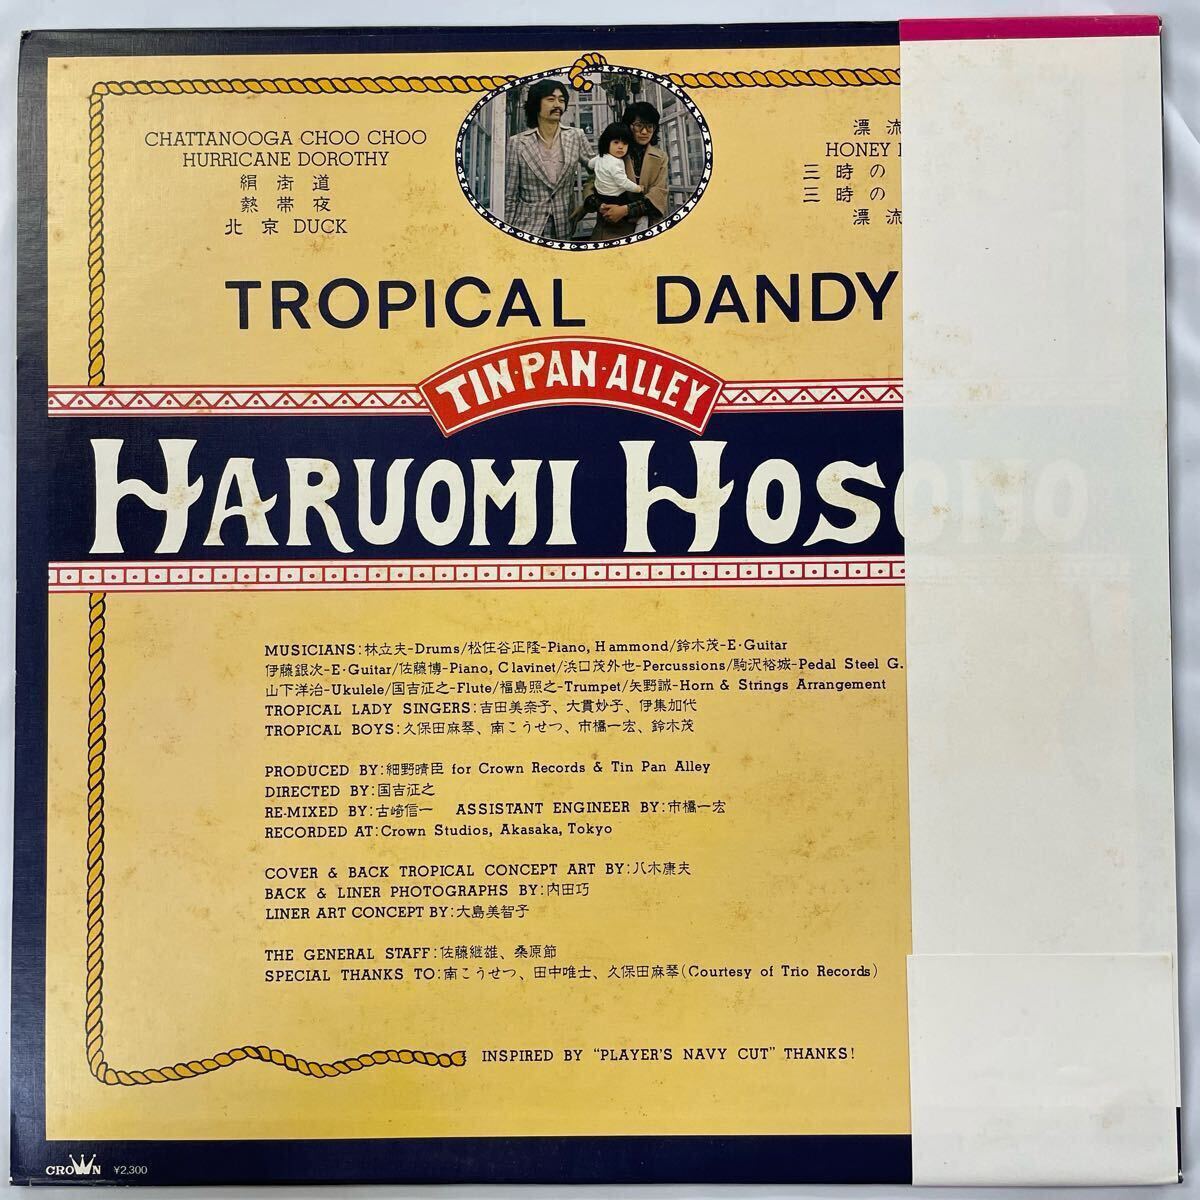 CHATTANOOGA CHOO CHOO
HURRICANE DOROTHY
絹街道
熱帯夜
北京 DUCK
漂流
HONEY
三時の
三時の
漂流
TROPICAL DANDY
TIN·PAN·ALLEY
HARUOMI HOSONO
MUSICIANS:林立夫-Drums/松任谷正隆-Piano, Hammond/鈴木茂-E·Guitar
伊藤銀次-E·Guitar/佐藤博-Piano, Clavinet/浜口茂外也-Percussions/駒沢裕城-Pedal Steel G.
山下洋治-Ukulele/国吉征之-Flute/福島照之-Trumpet/矢野誠-Horn & Strings Arrangement
TROPICAL LADY SINGERS:吉田美奈子、大貫妙子、伊集加代
TROPICAL BOYS:久保田麻琴、南こうせつ、市橋一宏、鈴木茂
PRODUCED BY:細野晴臣 for Crown Records & Tin Pan Alley
DIRECTED BY:国吉征之
RE-MIXED BY:古崎信一 ASSISTANT ENGINEER BY:市橋一宏
RECORDED AT:Crown Studios, Akasaka, Tokyo
COVER & BACK TROPICAL CONCEPT ART BY:八木康夫
BACK & LINER PHOTOGRAPHS BY:内田巧
LINER ART CONCEPT BY:大島美智子
THE GENERAL STAFF:佐藤継雄、桑原節
SPECIAL THANKS TO:南こうせつ、田中唯士、久保田麻琴(Courtesy of Trio Records)
INSPIRED BY "PLAYER'S NAVY CUT" THANKS!
CROWN ¥2,300